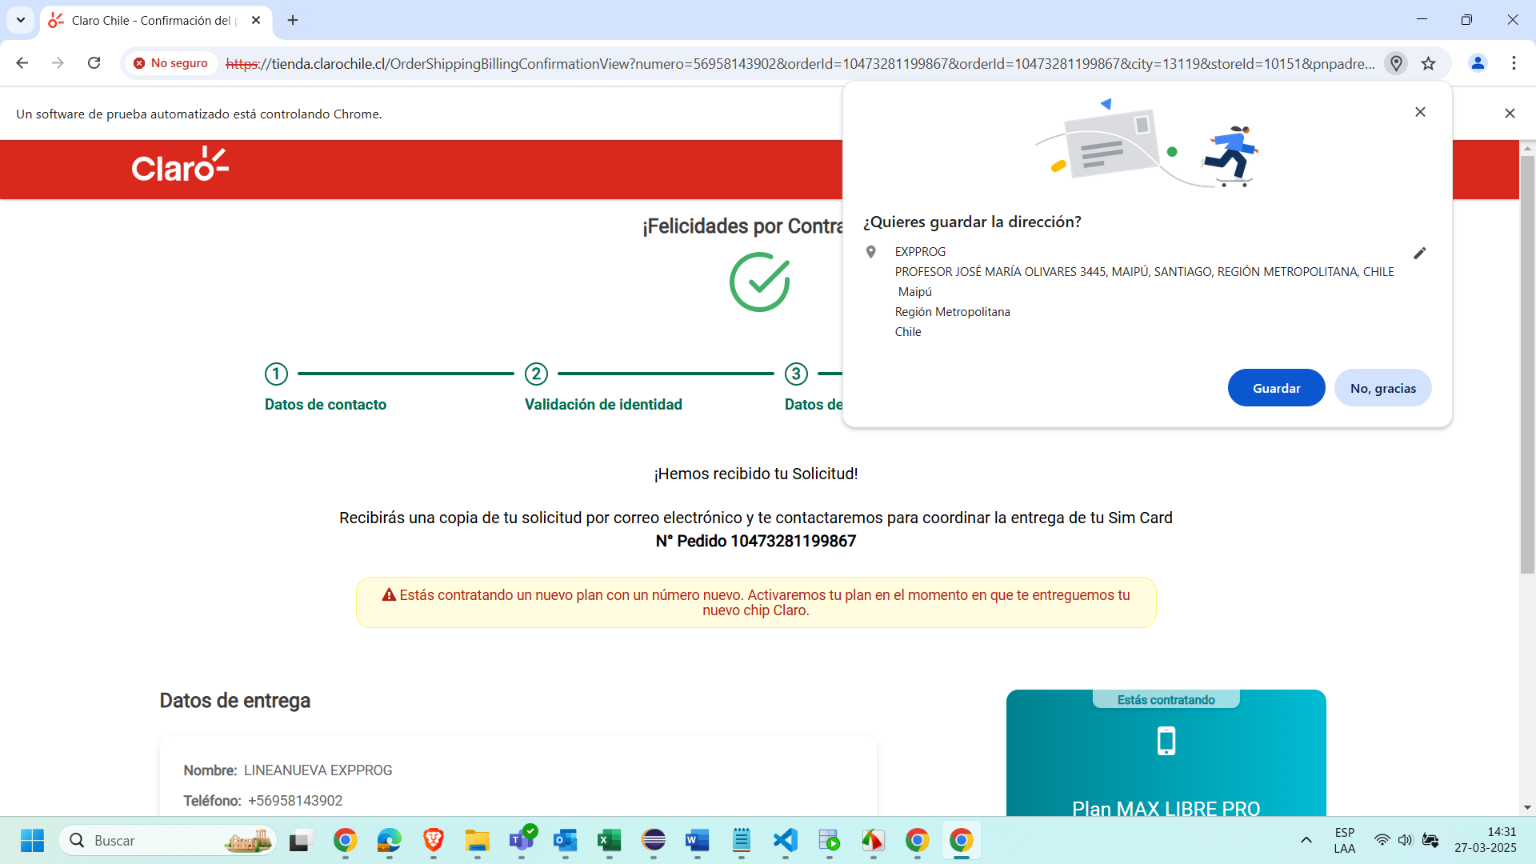 Claro Chile - Confirmación del p
No seguro
https://tienda.clarochile.cl/OrderShippingBillingConfirmationView?numero=56958143902&orderId=10473281199867&orderId=10473281199867&city=13119&storeId=10151&pnpadre...
Un software de prueba automatizado está controlando Chrome.
Claro
¿Quieres guardar la dirección?
EXPPROG
PROFESOR JOSÉ MARÍA OLIVARES 3445, MAIPÚ, SANTIAGO, REGIÓN METROPOLITANA, CHILE
Maipú
Región Metropolitana
Chile
Guardar
No, gracias
¡Felicidades por Contra
1
2
3
Datos de contacto
Validación de identidad
Datos de
¡Hemos recibido tu Solicitud!
Recibirás una copia de tu solicitud por correo electrónico y te contactaremos para coordinar la entrega de tu Sim Card
N° Pedido 10473281199867
Estás contratando un nuevo plan con un número nuevo. Activaremos tu plan en el momento en que te entreguemos tu
nuevo chip Claro.
Datos de entrega
Nombre: LINEANUEVA EXPPROG
Teléfono: +56958143902
Estás contratando
Plan MAX LIBRE PRO
Buscar
ESP
LAA
14:31
27-03-2025